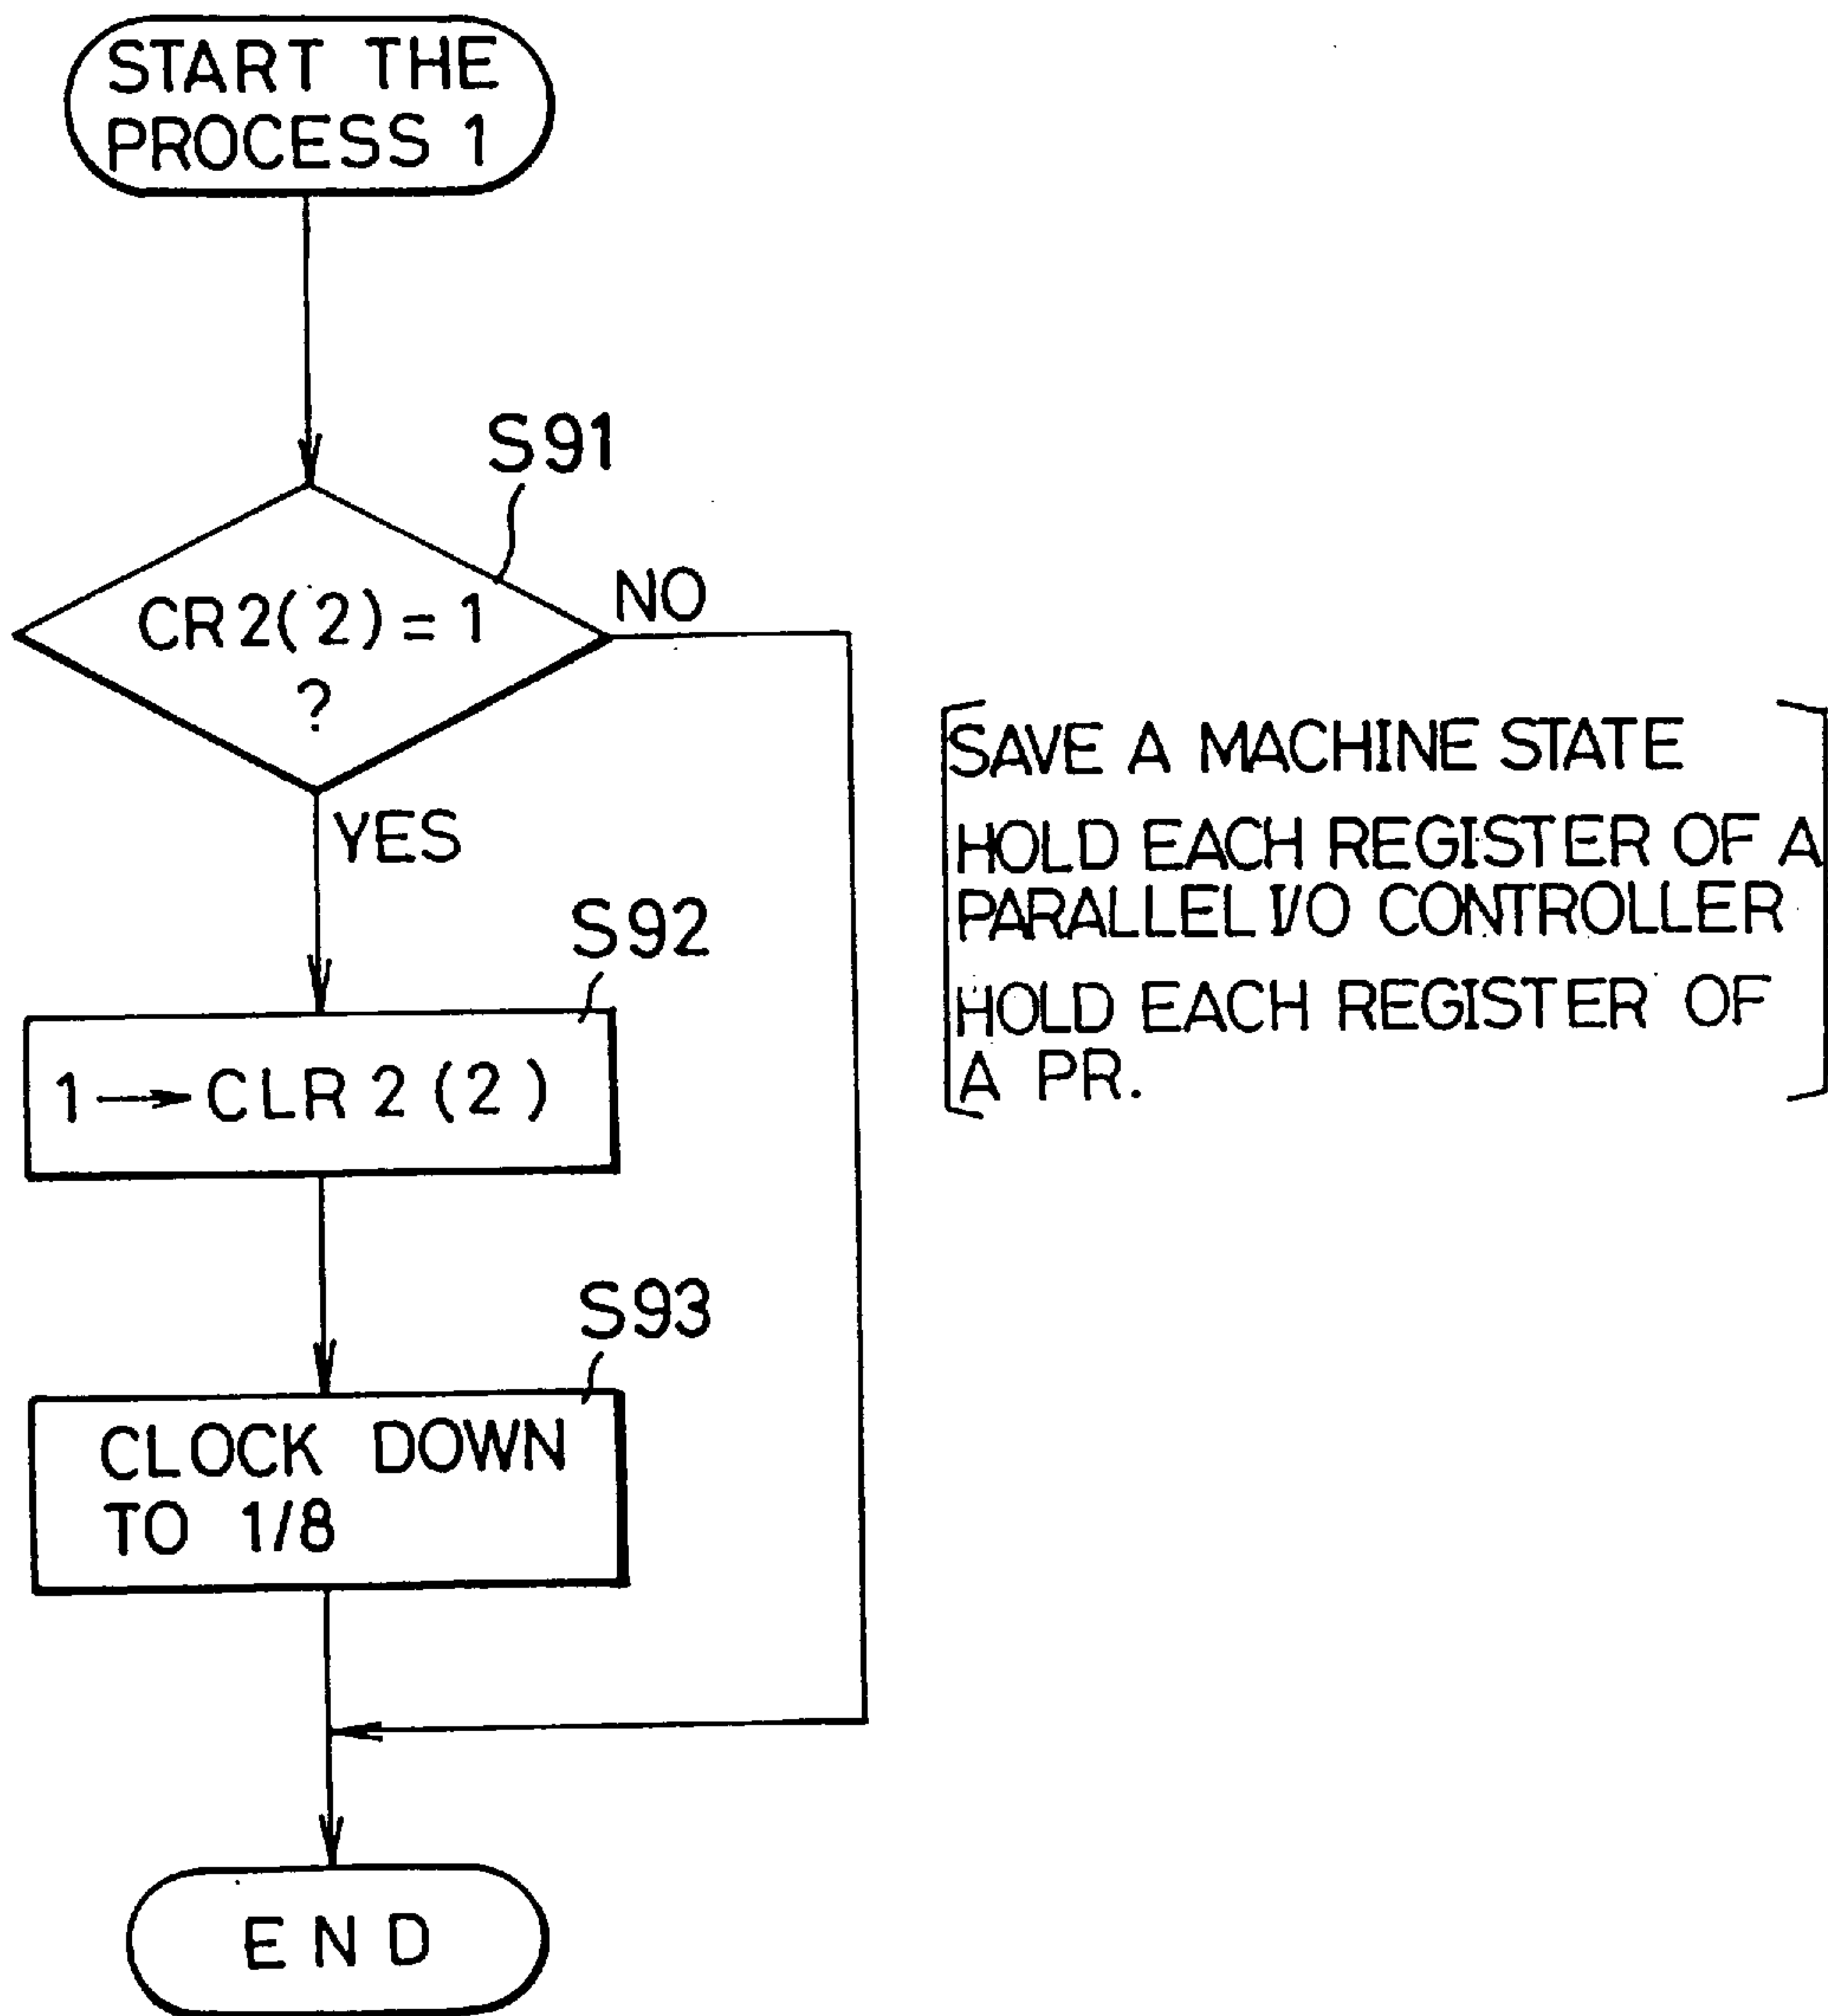 START THE
PROCESS 1
S91
CR2(2)=1
?
NO
YES
S92
1→CLR2(2)
S93
CLOCK DOWN
TO 1/8
END
SAVE A MACHINE STATE
HOLD EACH REGISTER OF A
PARALLEL I/O CONTROLLER
HOLD EACH REGISTER OF
A PR.